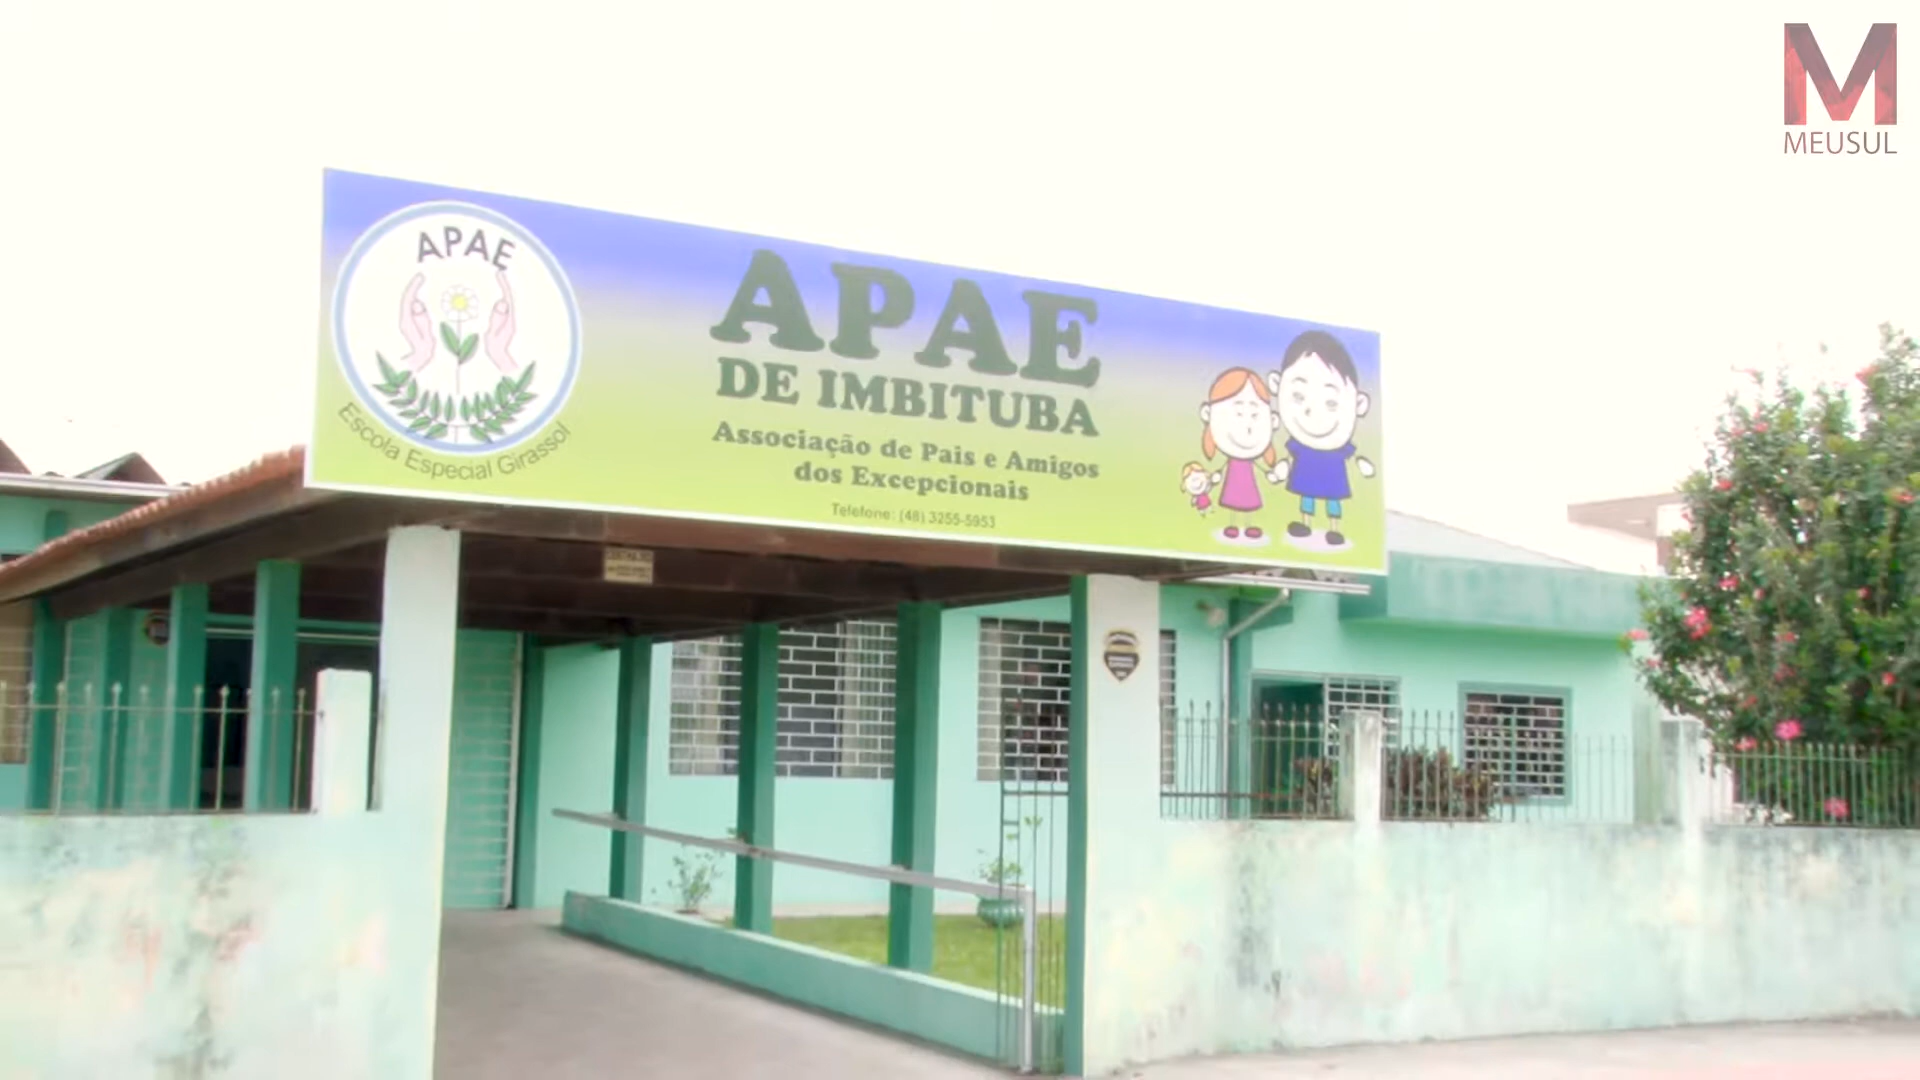 M
MEUSUL
APAE
Escola Especial Girassol
APAE
DE IMBITUBA
Associação de Pais e Amigos
dos Excepcionais
Telefone: (48) 3255-5953